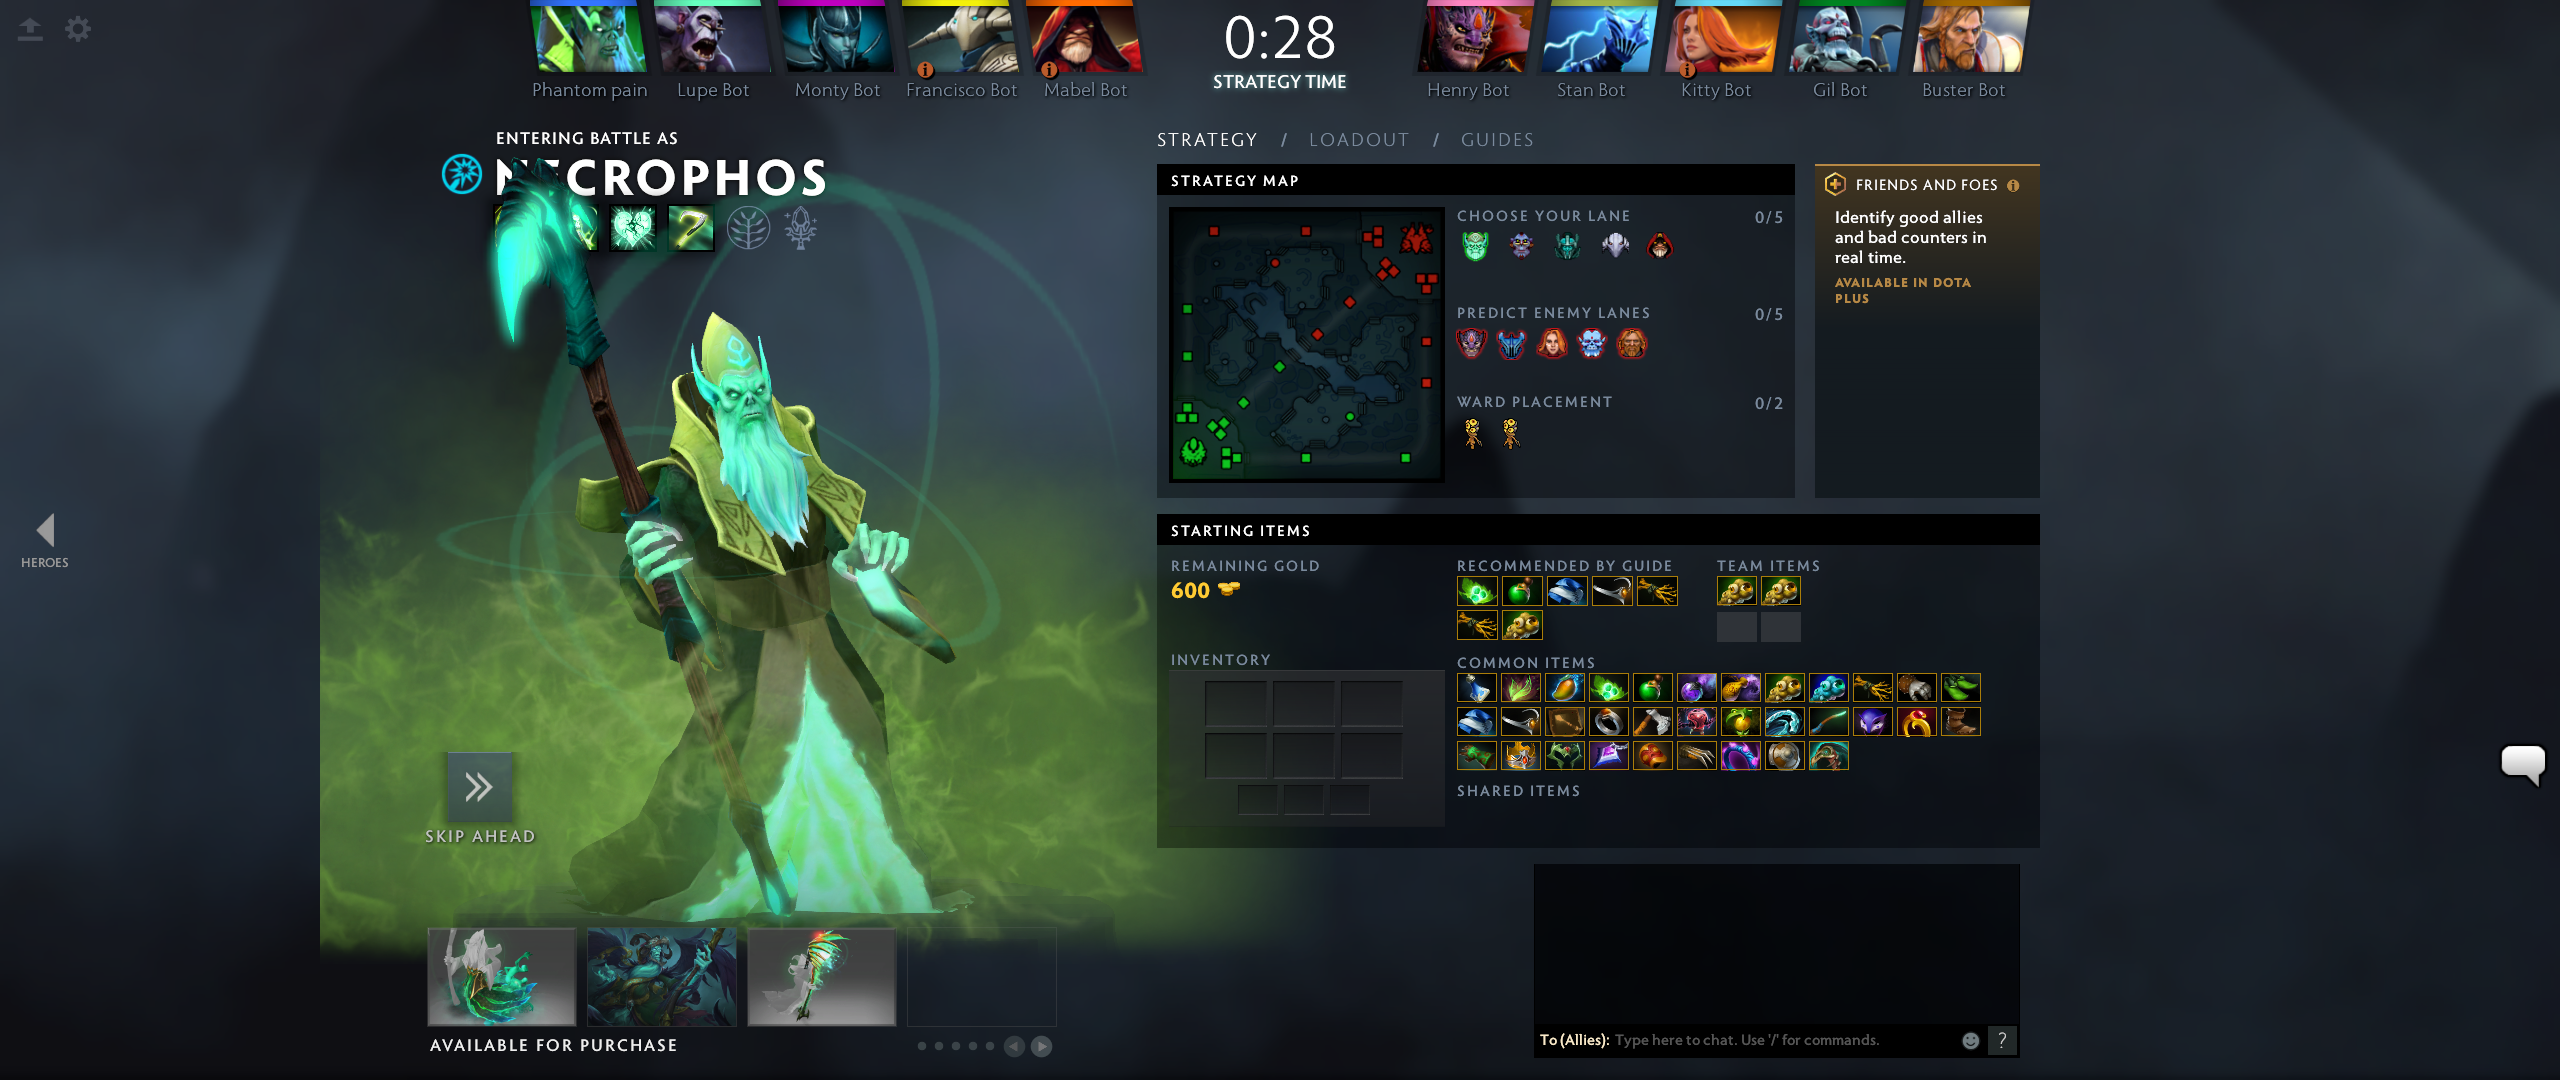 0:28
STRATEGY TIME
Phantom pain
Lupe Bot
Monty Bot
Francisco Bot
Mabel Bot
Henry Bot
Stan Bot
Kitty Bot
Gil Bot
Buster Bot
ENTERING BATTLE AS
NECROPHOS
STRATEGY / LOADOUT / GUIDES
STRATEGY MAP
CHOOSE YOUR LANE 0/5
PREDICT ENEMY LANES 0/5
WARD PLACEMENT 0/2
FRIENDS AND FOES
Identify good allies
and bad counters in
real time.
AVAILABLE IN DOTA
PLUS
HEROES
STARTING ITEMS
REMAINING GOLD
600
RECOMMENDED BY GUIDE
TEAM ITEMS
INVENTORY
COMMON ITEMS
SHARED ITEMS
SKIP AHEAD
AVAILABLE FOR PURCHASE
To (Allies): Type here to chat. Use '/' for commands.
?